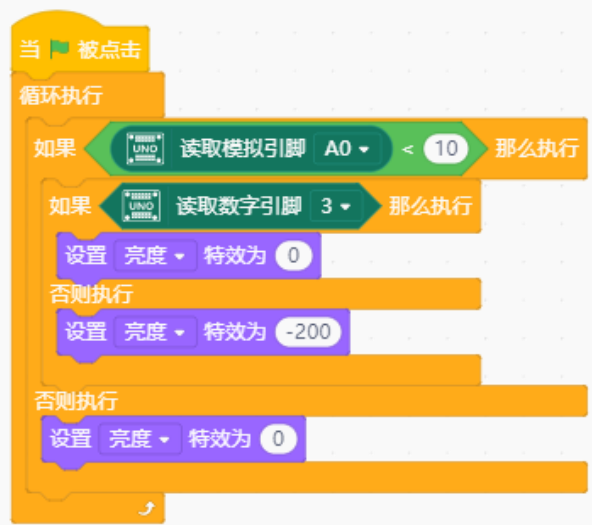 当 被点击
循环执行
如果 UNO 读取模拟引脚 A0 < 10 那么执行
如果 UNO 读取数字引脚 3 那么执行
设置 亮度 特效为 0
否则执行
设置 亮度 特效为 -200
否则执行
设置 亮度 特效为 0